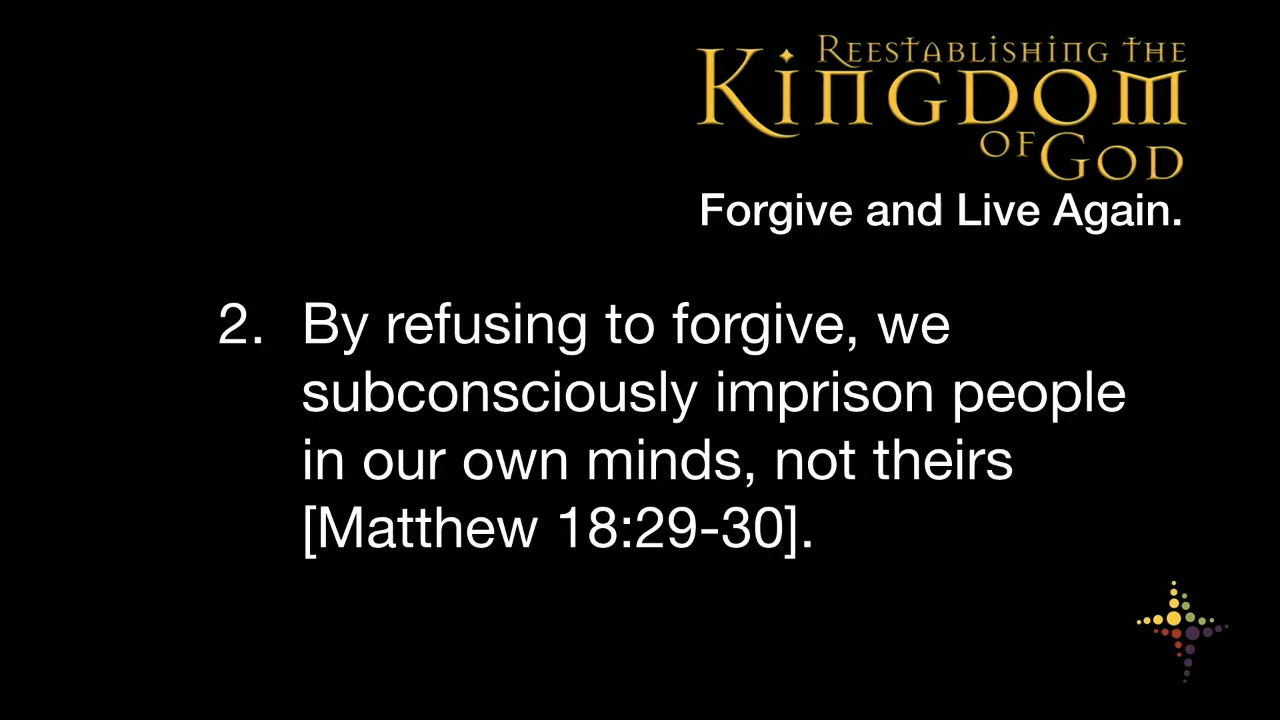 Reestablishing the
Kingdom
of God
Forgive and Live Again.
2. By refusing to forgive, we
subconsciously imprison people
in our own minds, not theirs
[Matthew 18:29-30].